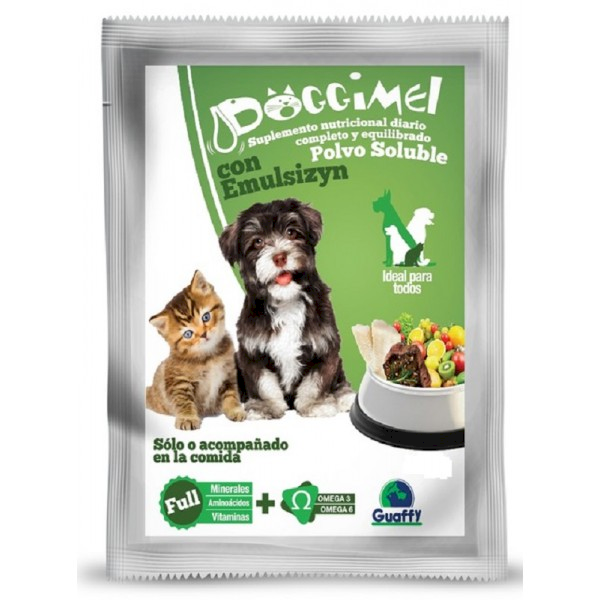 DOGGiMEl
Suplemento nutricional diario
completo y equilibrado
Polvo Soluble
con
Emulsizyn
Ideal para
todos
Sólo o acompañado
en la comida
Full
Minerales
Aminoácidos
Vitaminas
+
Ω
OMEGA 3
OMEGA 6
Guaffy